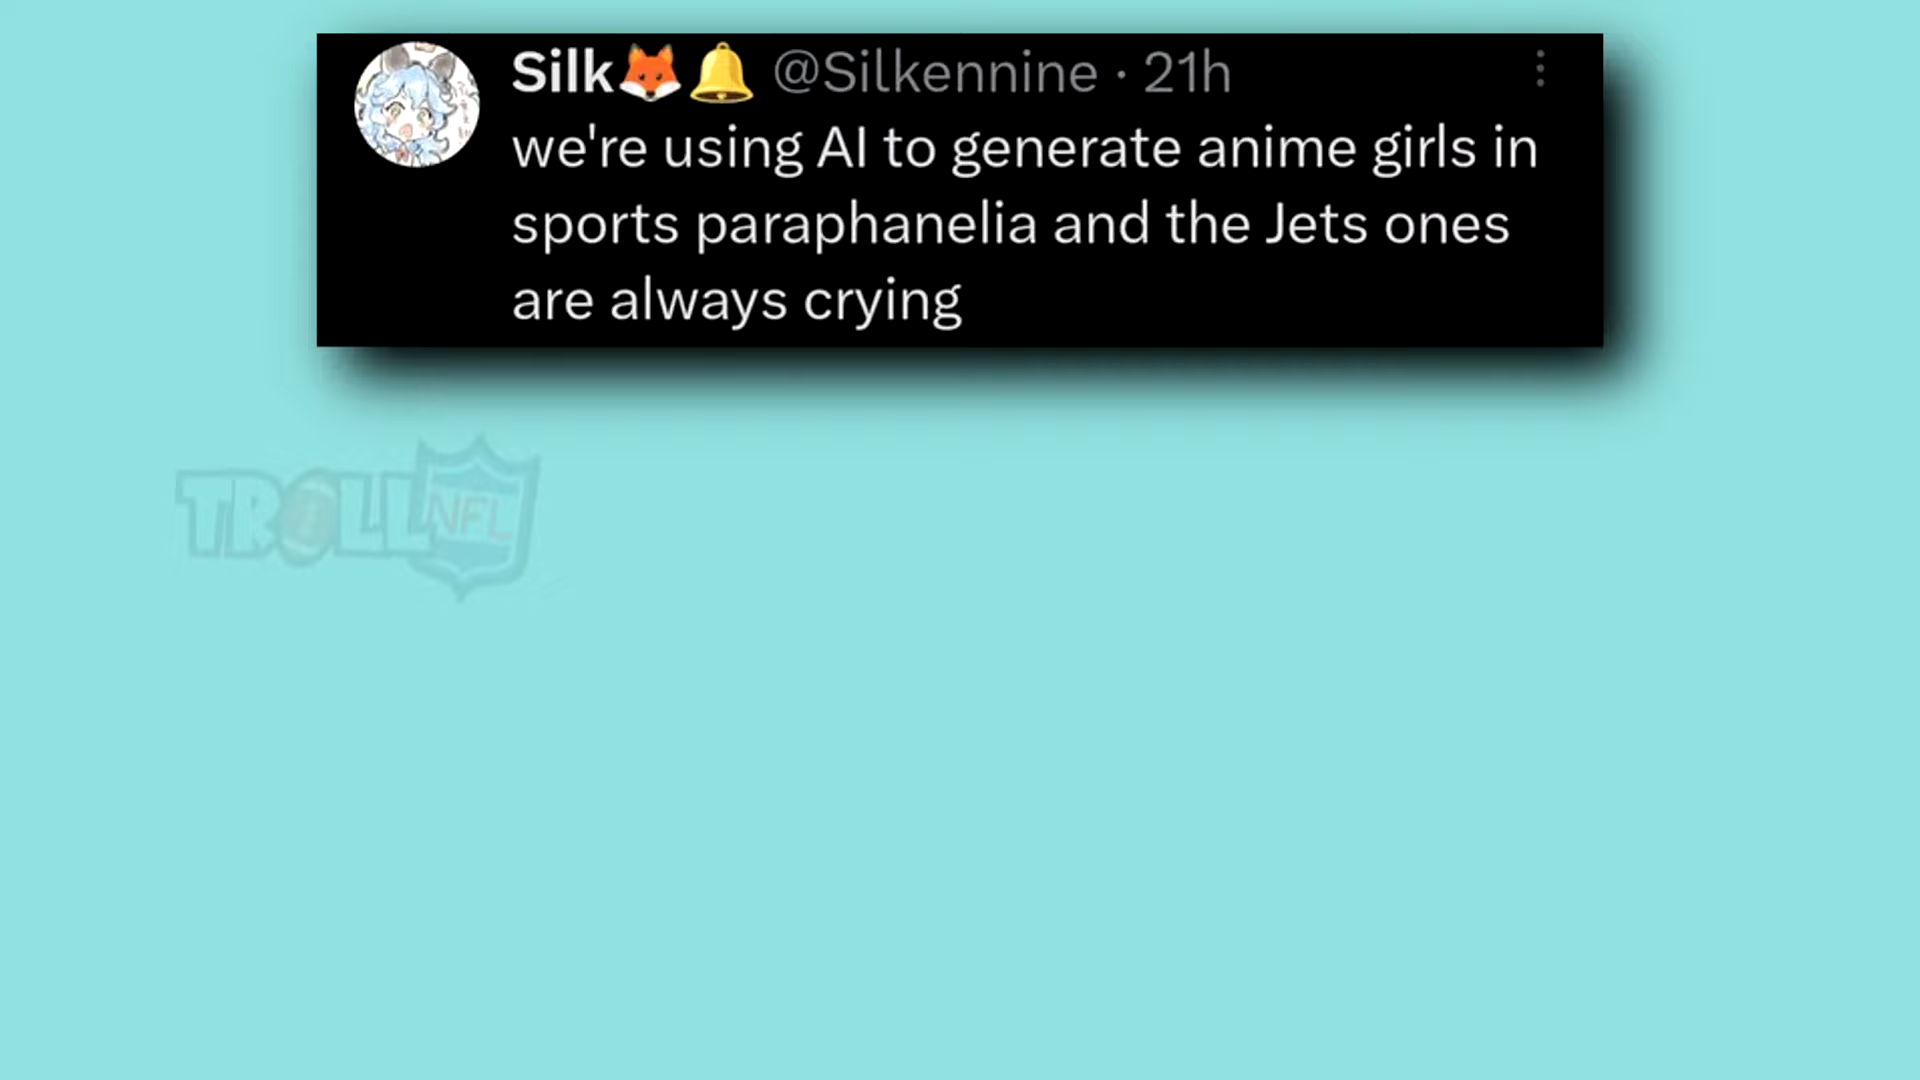 Silk🦊🔔 @Silkennine · 21h
we're using AI to generate anime girls in
sports paraphanelia and the Jets ones
are always crying
TROLL NFL